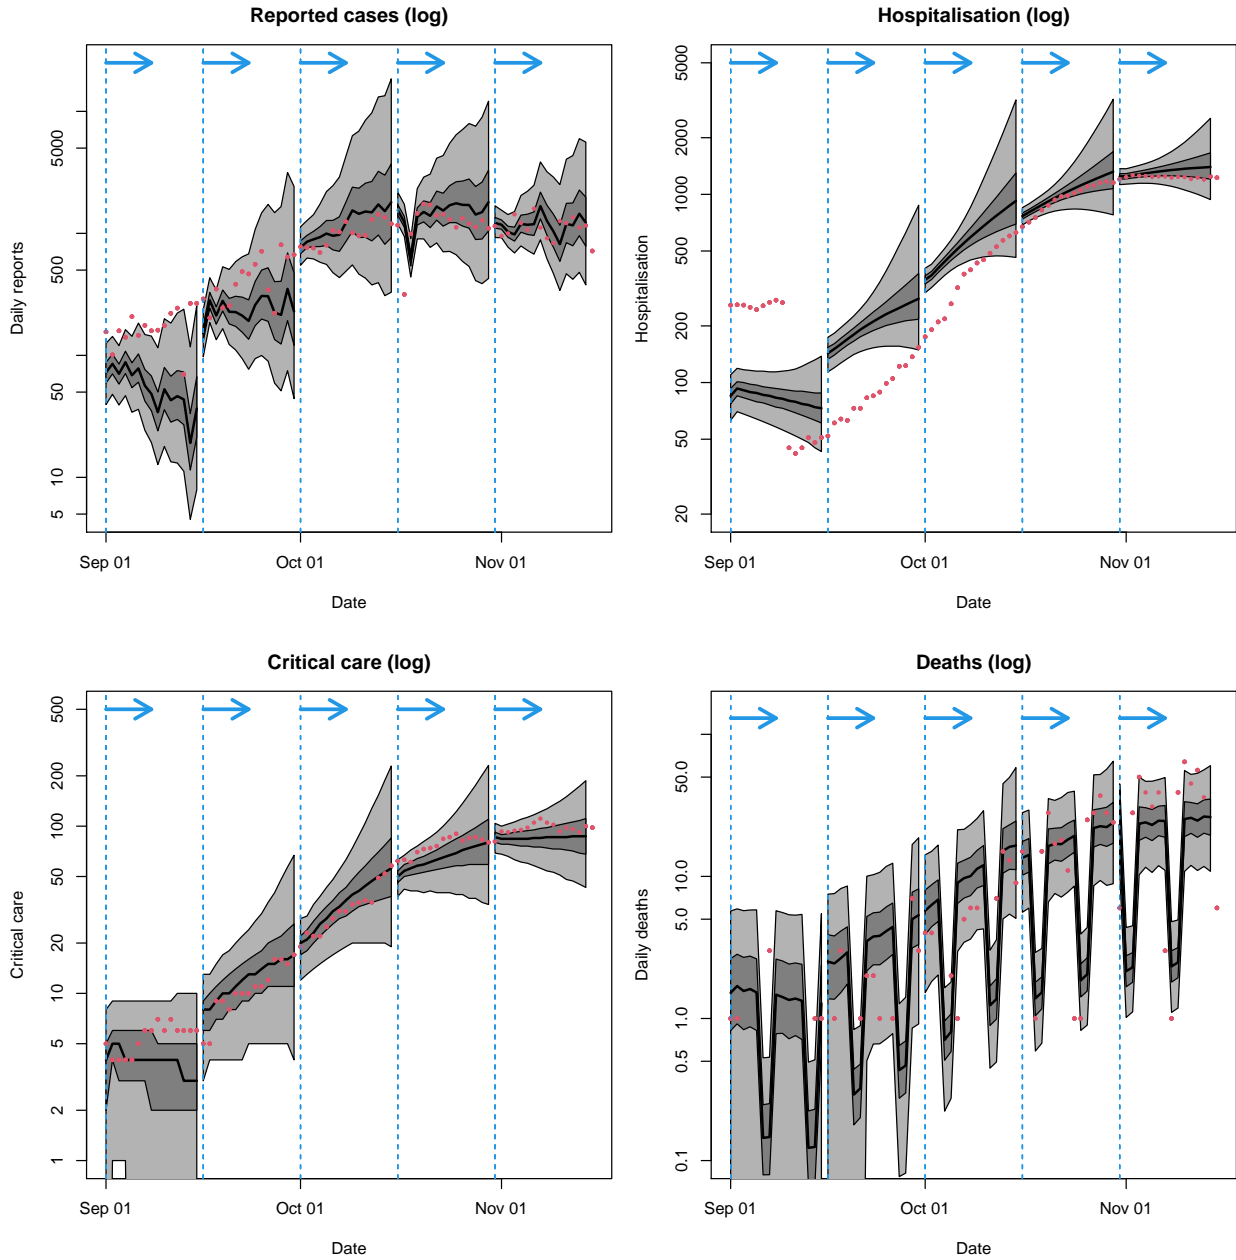 Reported cases (log)
Daily reports
5000
500
50
10
5
Sep 01
Oct 01
Nov 01
Date
Hospitalisation (log)
Hospitalisation
5000
2000
1000
500
200
100
50
20
Sep 01
Oct 01
Nov 01
Date
Critical care (log)
Critical care
500
200
100
50
20
10
5
2
1
Sep 01
Oct 01
Nov 01
Date
Deaths (log)
Daily deaths
50.0
10.0
5.0
1.0
0.5
0.1
Sep 01
Oct 01
Nov 01
Date